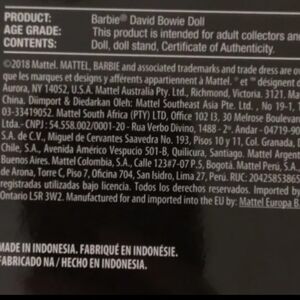 PRODUCT: Barbie® David Bowie Doll
AGE GRADE: This product is intended for adult collectors and
CONTENTS: Doll, doll stand, Certificate of Authenticity.
©2018 Mattel. MATTEL, BARBIE and associated trademarks and trade dress are o
que les marques et designs y afférents appartiennent à Mattel. ® et ™ désignent
Aurora, NY 14052, U.S.A. Mattel Australia Pty. Ltd., Richmond, Victoria. 3121. Ma
China. Diimport & Diedarkan Oleh: Mattel Southeast Asia Pte. Ltd., No 19-1,
03-33419052. Mattel South Africa (PTY) LTD, Office 102 I3, 30 Melrose Boulevar
Ltda. - CNPJ: 54.558.002/0001-20 - Rua Verbo Divino, 1488 - 2º. Andar - 04719-90
S.A. de C.V., Miguel de Cervantes Saavedra No. 193, Pisos 10 y 11, Col. Granada, D
Chile, S.A., Avenida Américo Vespucio 501-B, Quilicura, Santiago. Mattel Argent
Buenos Aires. Mattel Colombia, S.A., Calle 123#7-07 P.5, Bogotá. Mattel Perú, S.A
de Arona, Torre C, Piso 7, Oficina 704, San Isidro, Lima 27, Perú. RUC: 2042585386
registradas utilizadas bajo licencia. Todos los derechos reservados. Imported by
Ontario L5R 3W2. Manufactured for and imported into the EU by: Mattel Europa B
MADE IN INDONESIA. FABRIQUÉ EN INDONÉSIE.
FABRICADO NA / HECHO EN INDONESIA.